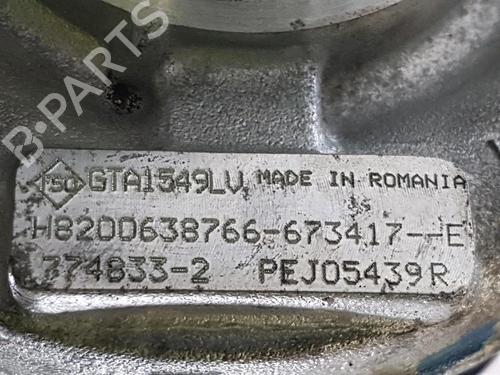 B-PARTS
GTA1549LV MADE IN ROMANIA
H8200638766-673417--E
774833-2 PEJ05439R